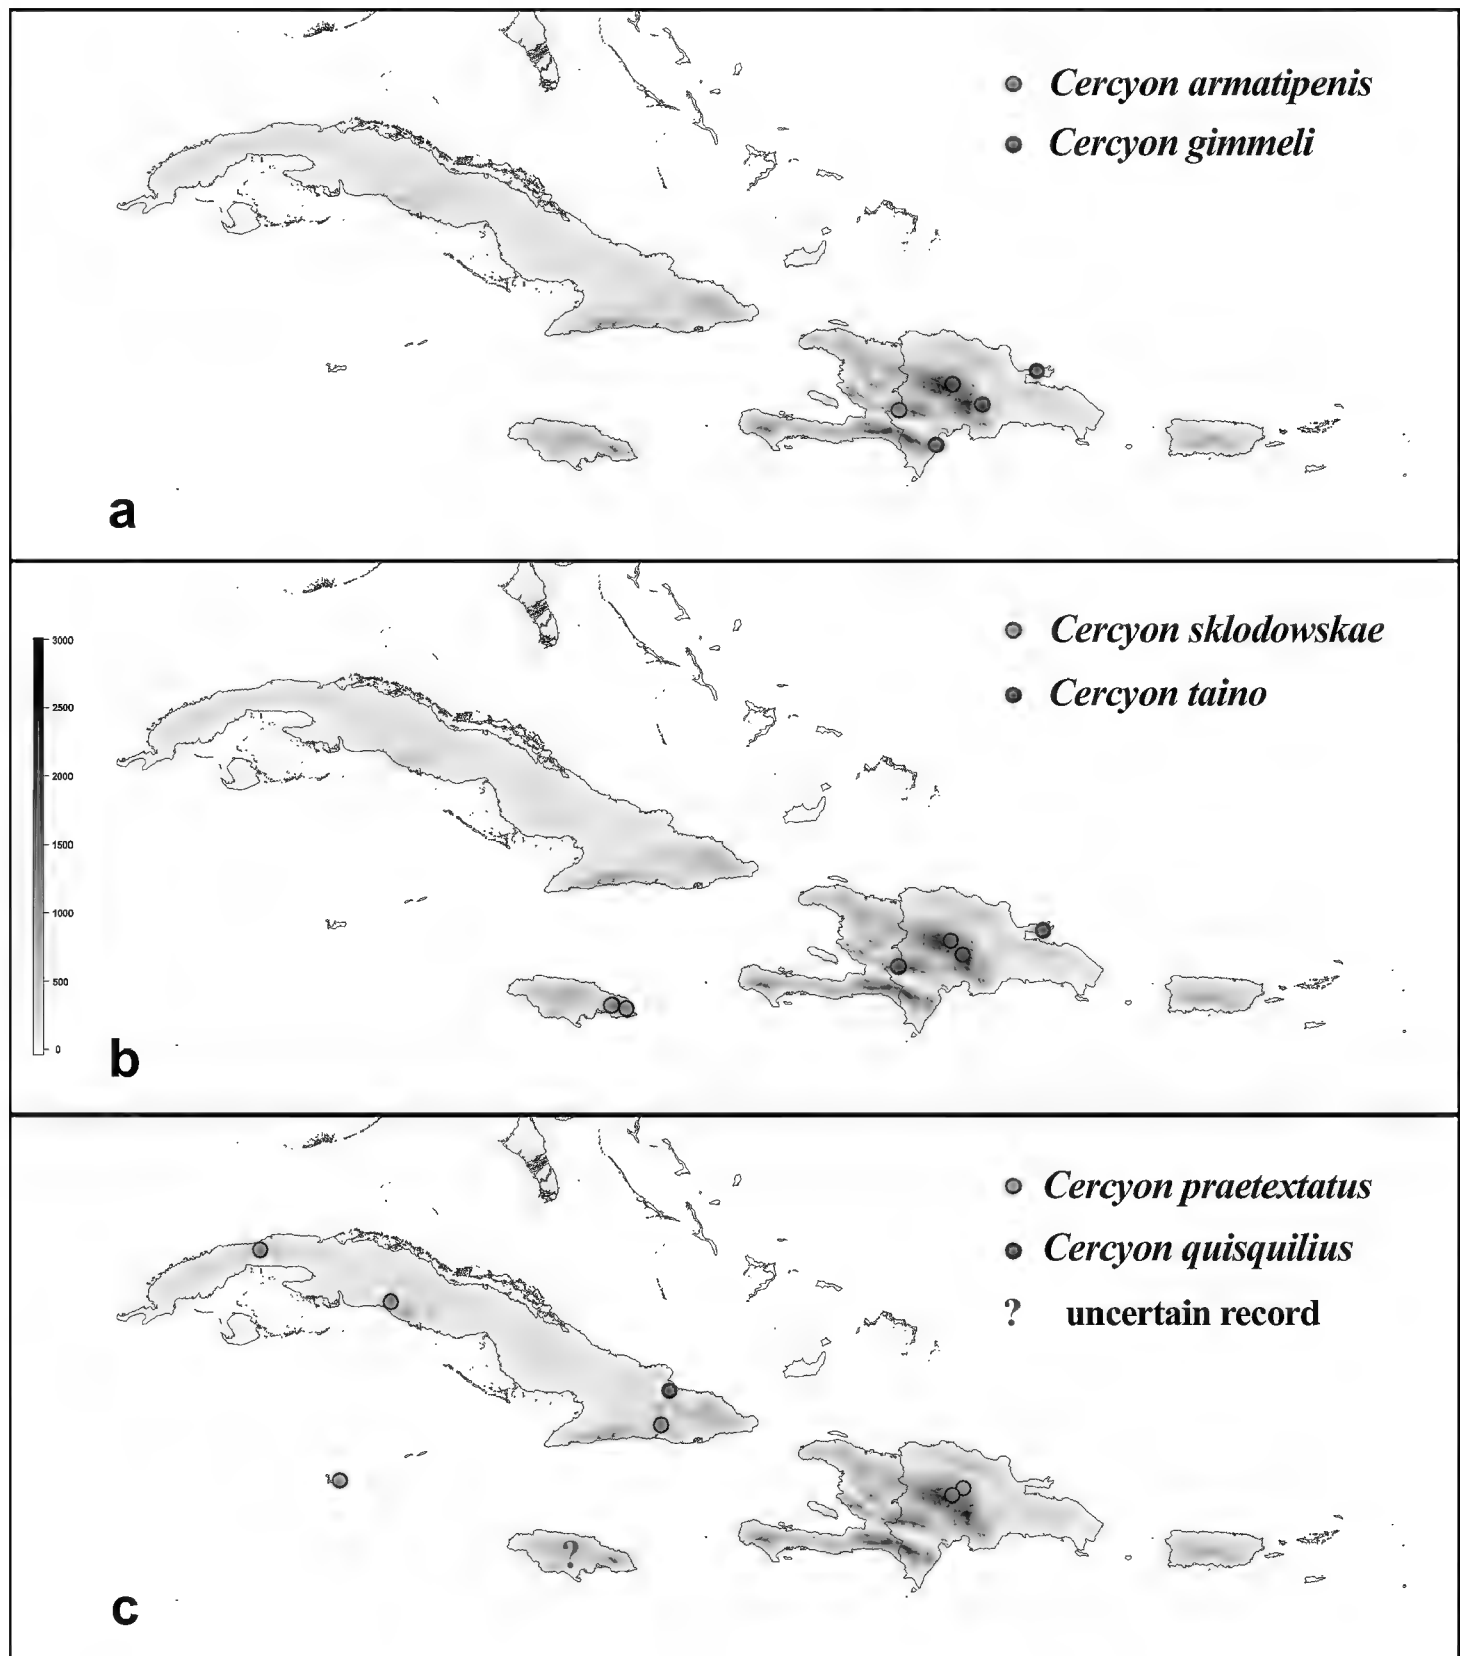 Cercyon armatipenis
Cercyon gimmeli
a
Cercyon sklodowskae
Cercyon taino
3000
2500
2000
1500
1000
500
0
b
Cercyon praetextatus
Cercyon quisquilius
? uncertain record
?
c